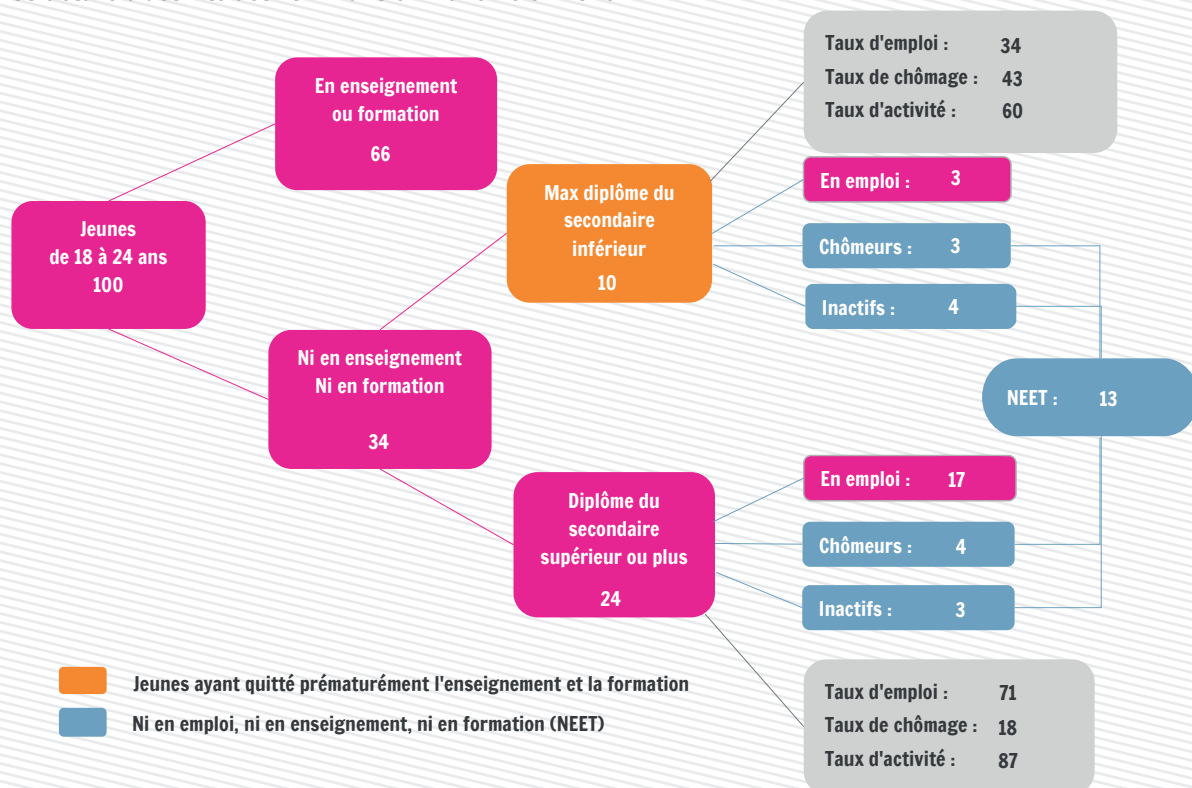 Taux d'emploi : 34
Taux de chômage : 43
Taux d'activité : 60
En enseignement
ou formation
66
Max diplôme du
secondaire
inférieur
10
En emploi : 3
Jeunes
de 18 à 24 ans
100
Chômeurs : 3
Inactifs : 4
Ni en enseignement
Ni en formation
34
NEET : 13
Diplôme du
secondaire
supérieur ou plus
24
En emploi : 17
Chômeurs : 4
Inactifs : 3
Jeunes ayant quitté prématurément l'enseignement et la formation
Ni en emploi, ni en enseignement, ni en formation (NEET)
Taux d'emploi : 71
Taux de chômage : 18
Taux d'activité : 87